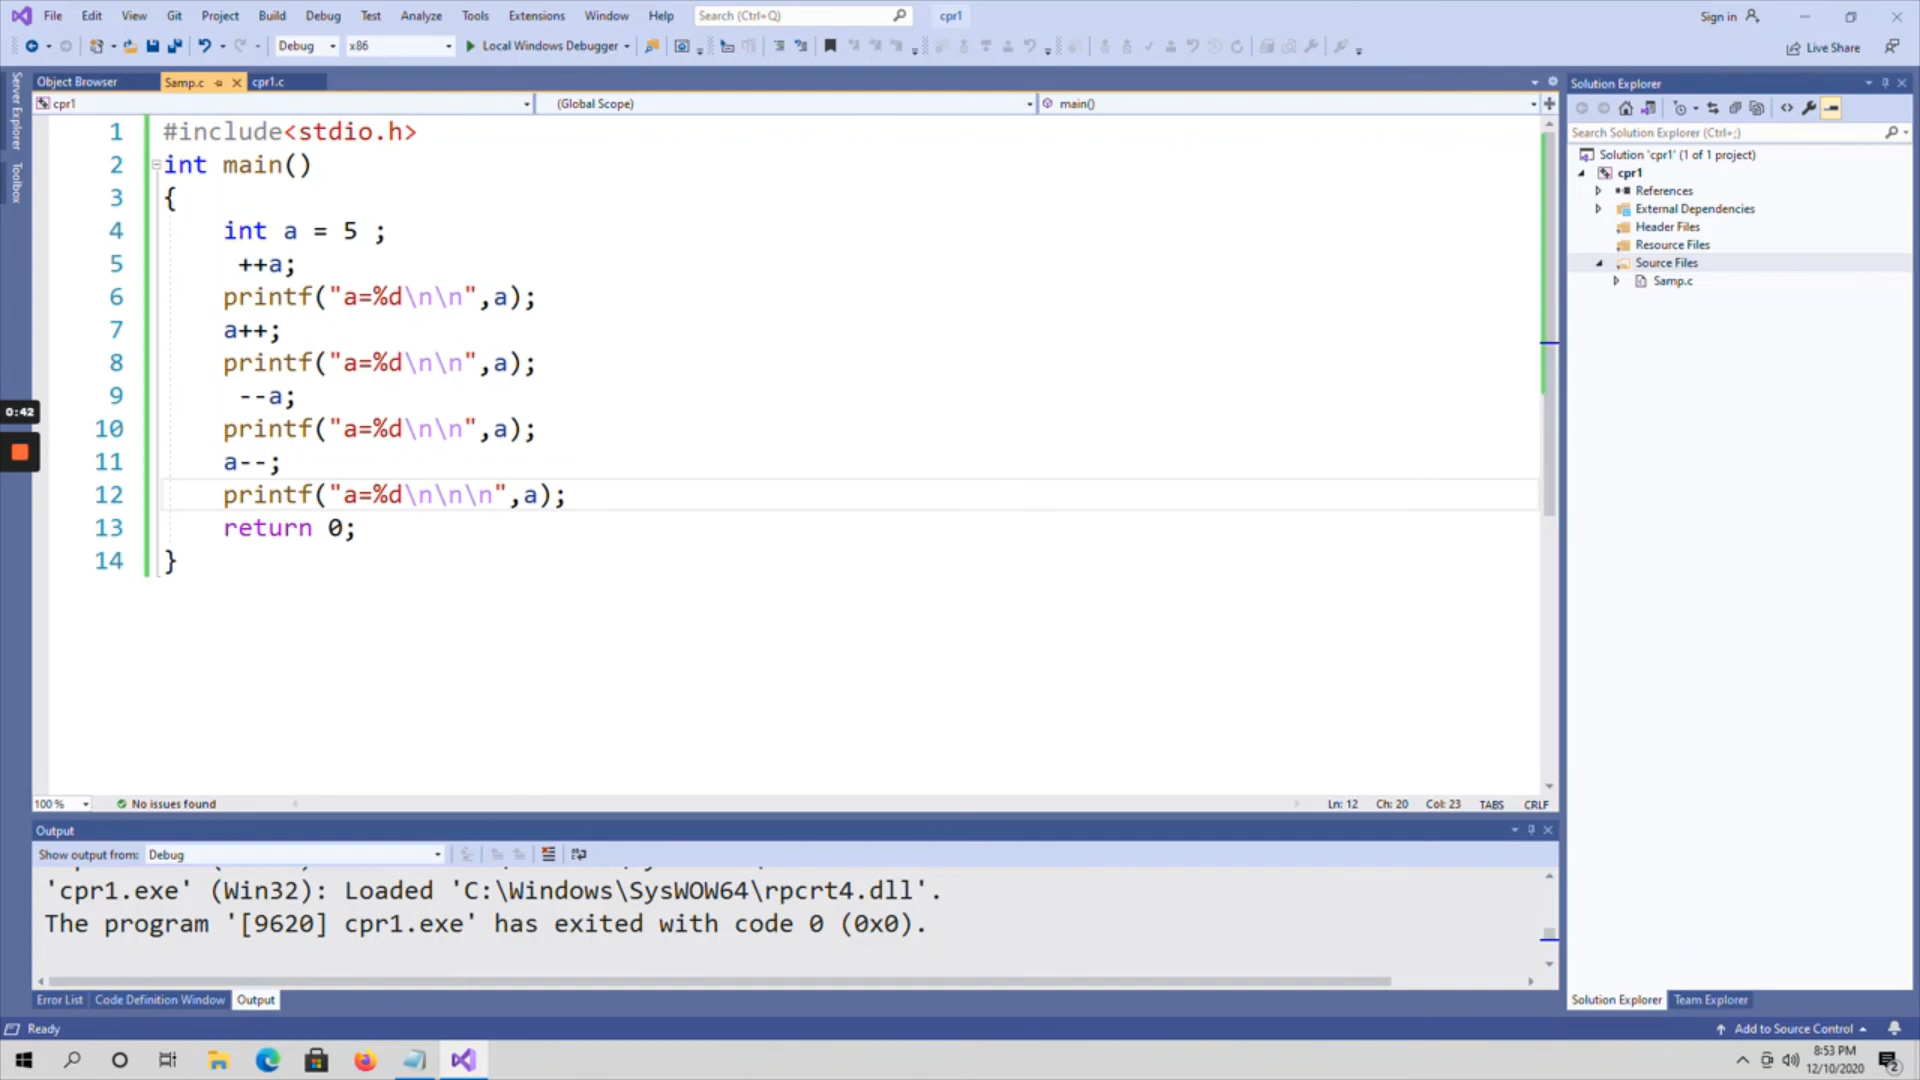 File Edit View Git Project Build Debug Test Analyze Tools Extensions Window Help Search (Ctrl+Q) cpr1 Sign in
Debug x86 Local Windows Debugger Live Share
Server Explorer
Toolbox
Object Browser Samp.c cpr1.c
cpr1 (Global Scope) main()
1 #include<stdio.h>
2 int main()
3 {
4 int a = 5 ;
5 ++a;
6 printf("a=%d\n\n",a);
7 a++;
8 printf("a=%d\n\n",a);
9 --a;
10 printf("a=%d\n\n",a);
11 a--;
12 printf("a=%d\n\n\n",a);
13 return 0;
14 }
0:42
100 % No issues found Ln: 12 Ch: 20 Col: 23 TABS CRLF
Output
Show output from: Debug
'cpr1.exe' (Win32): Loaded 'C:\Windows\SysWOW64\rpcrt4.dll'.
The program '[9620] cpr1.exe' has exited with code 0 (0x0).
Error List Code Definition Window Output
Solution Explorer
Search Solution Explorer (Ctrl+;)
Solution 'cpr1' (1 of 1 project)
cpr1
References
External Dependencies
Header Files
Resource Files
Source Files
Samp.c
Solution Explorer Team Explorer
Ready Add to Source Control
8:53 PM
12/10/2020
2